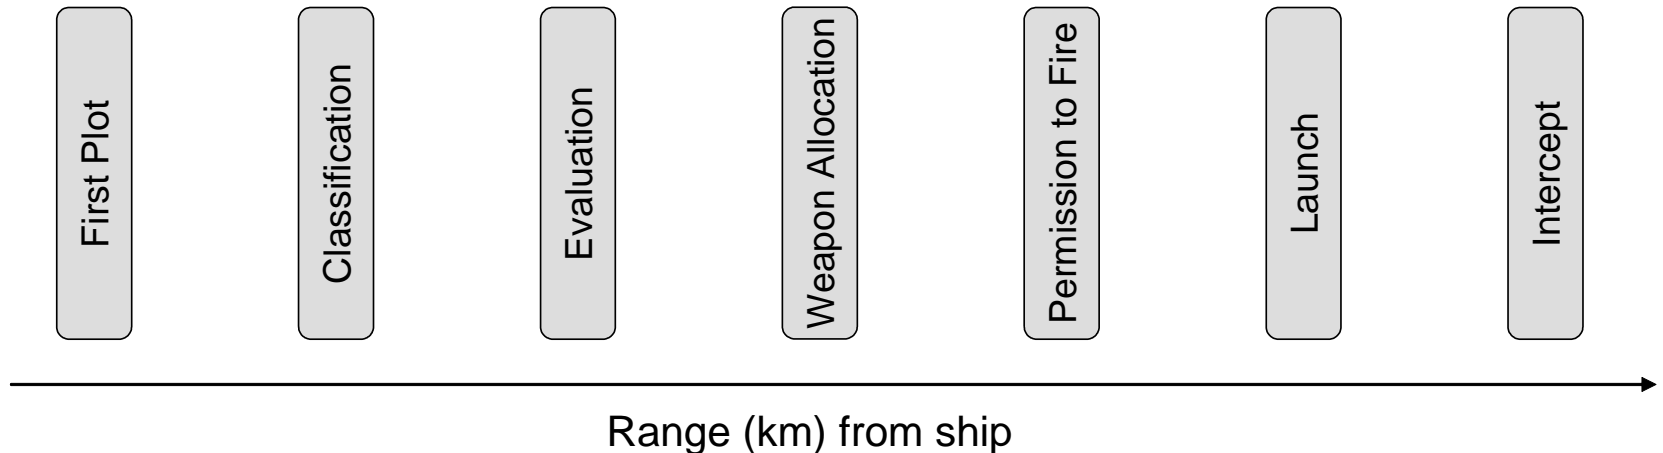 First Plot
Classification
Evaluation
Weapon Allocation
Permission to Fire
Launch
Intercept
Range (km) from ship